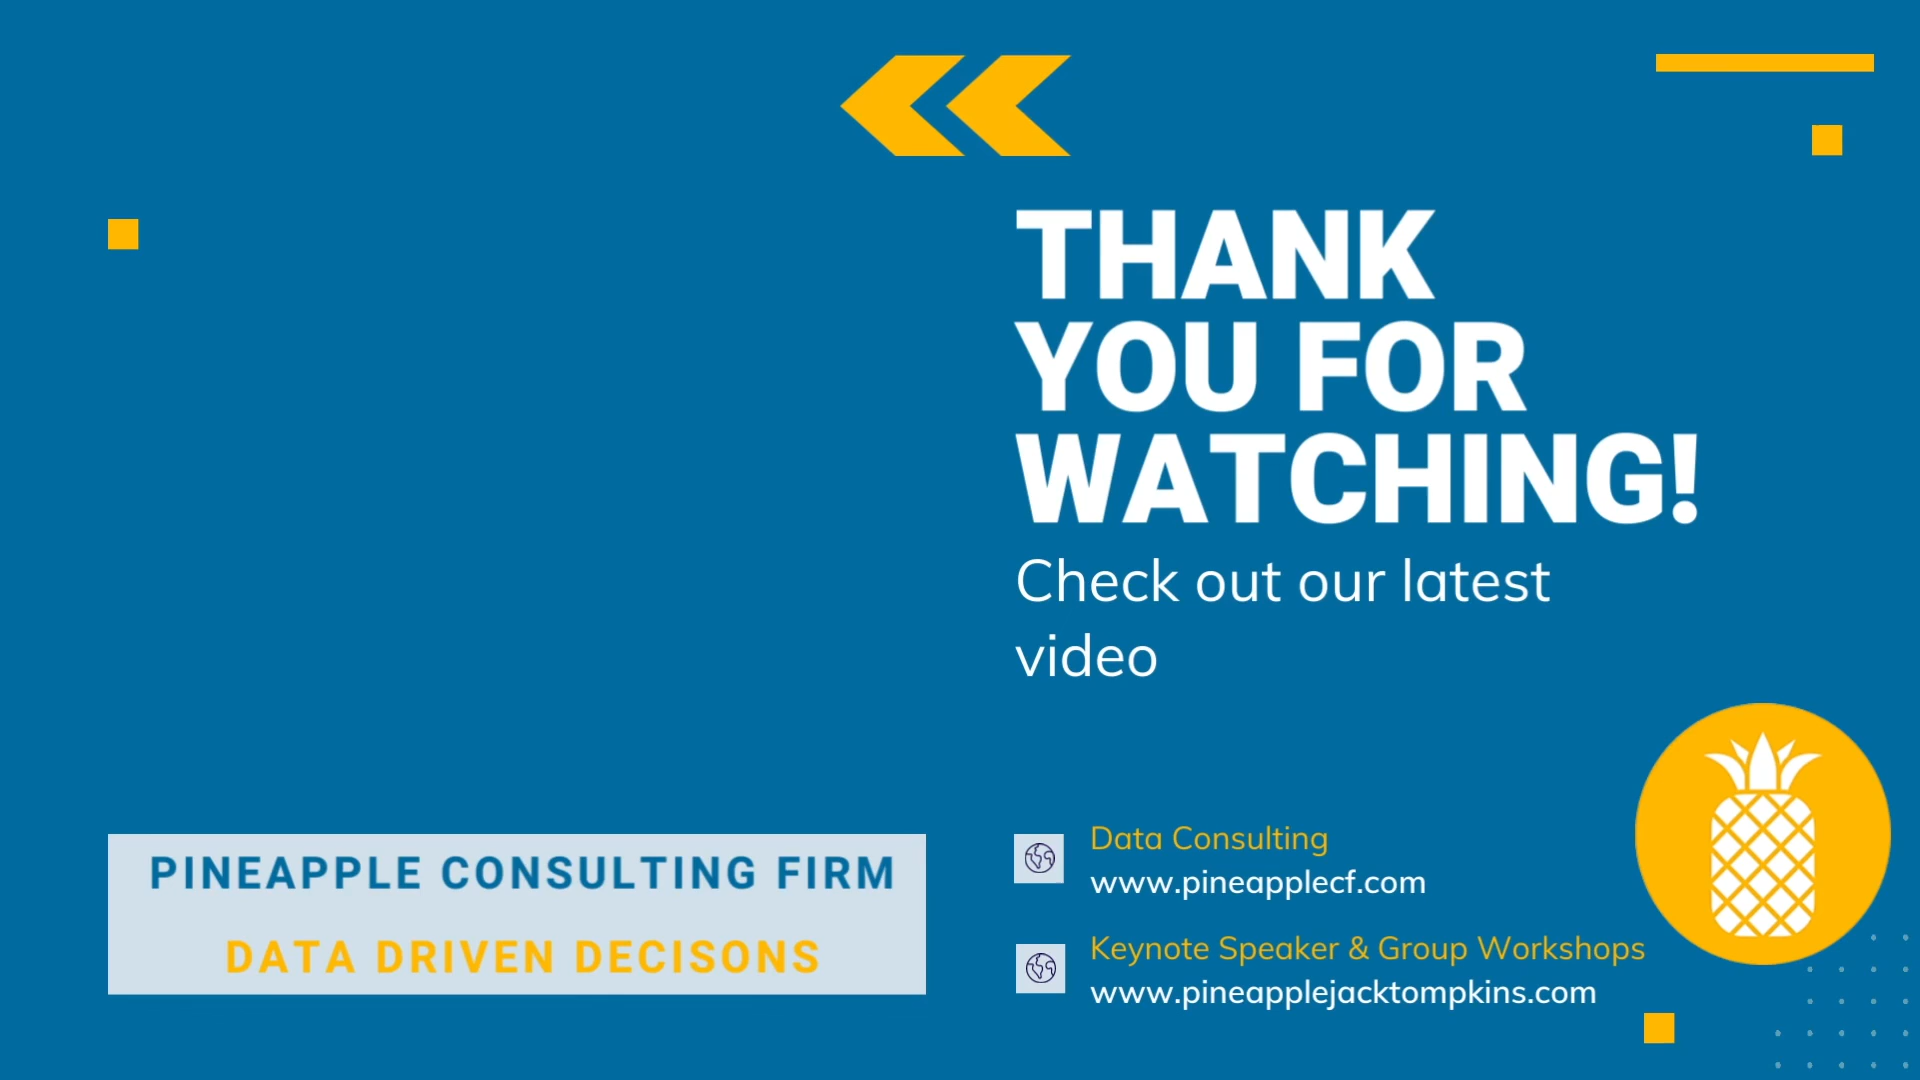 THANK
YOU FOR
WATCHING!
Check out our latest
video
PINEAPPLE CONSULTING FIRM
DATA DRIVEN DECISONS
Data Consulting
www.pineapplecf.com
Keynote Speaker & Group Workshops
www.pineapplejacktompkins.com